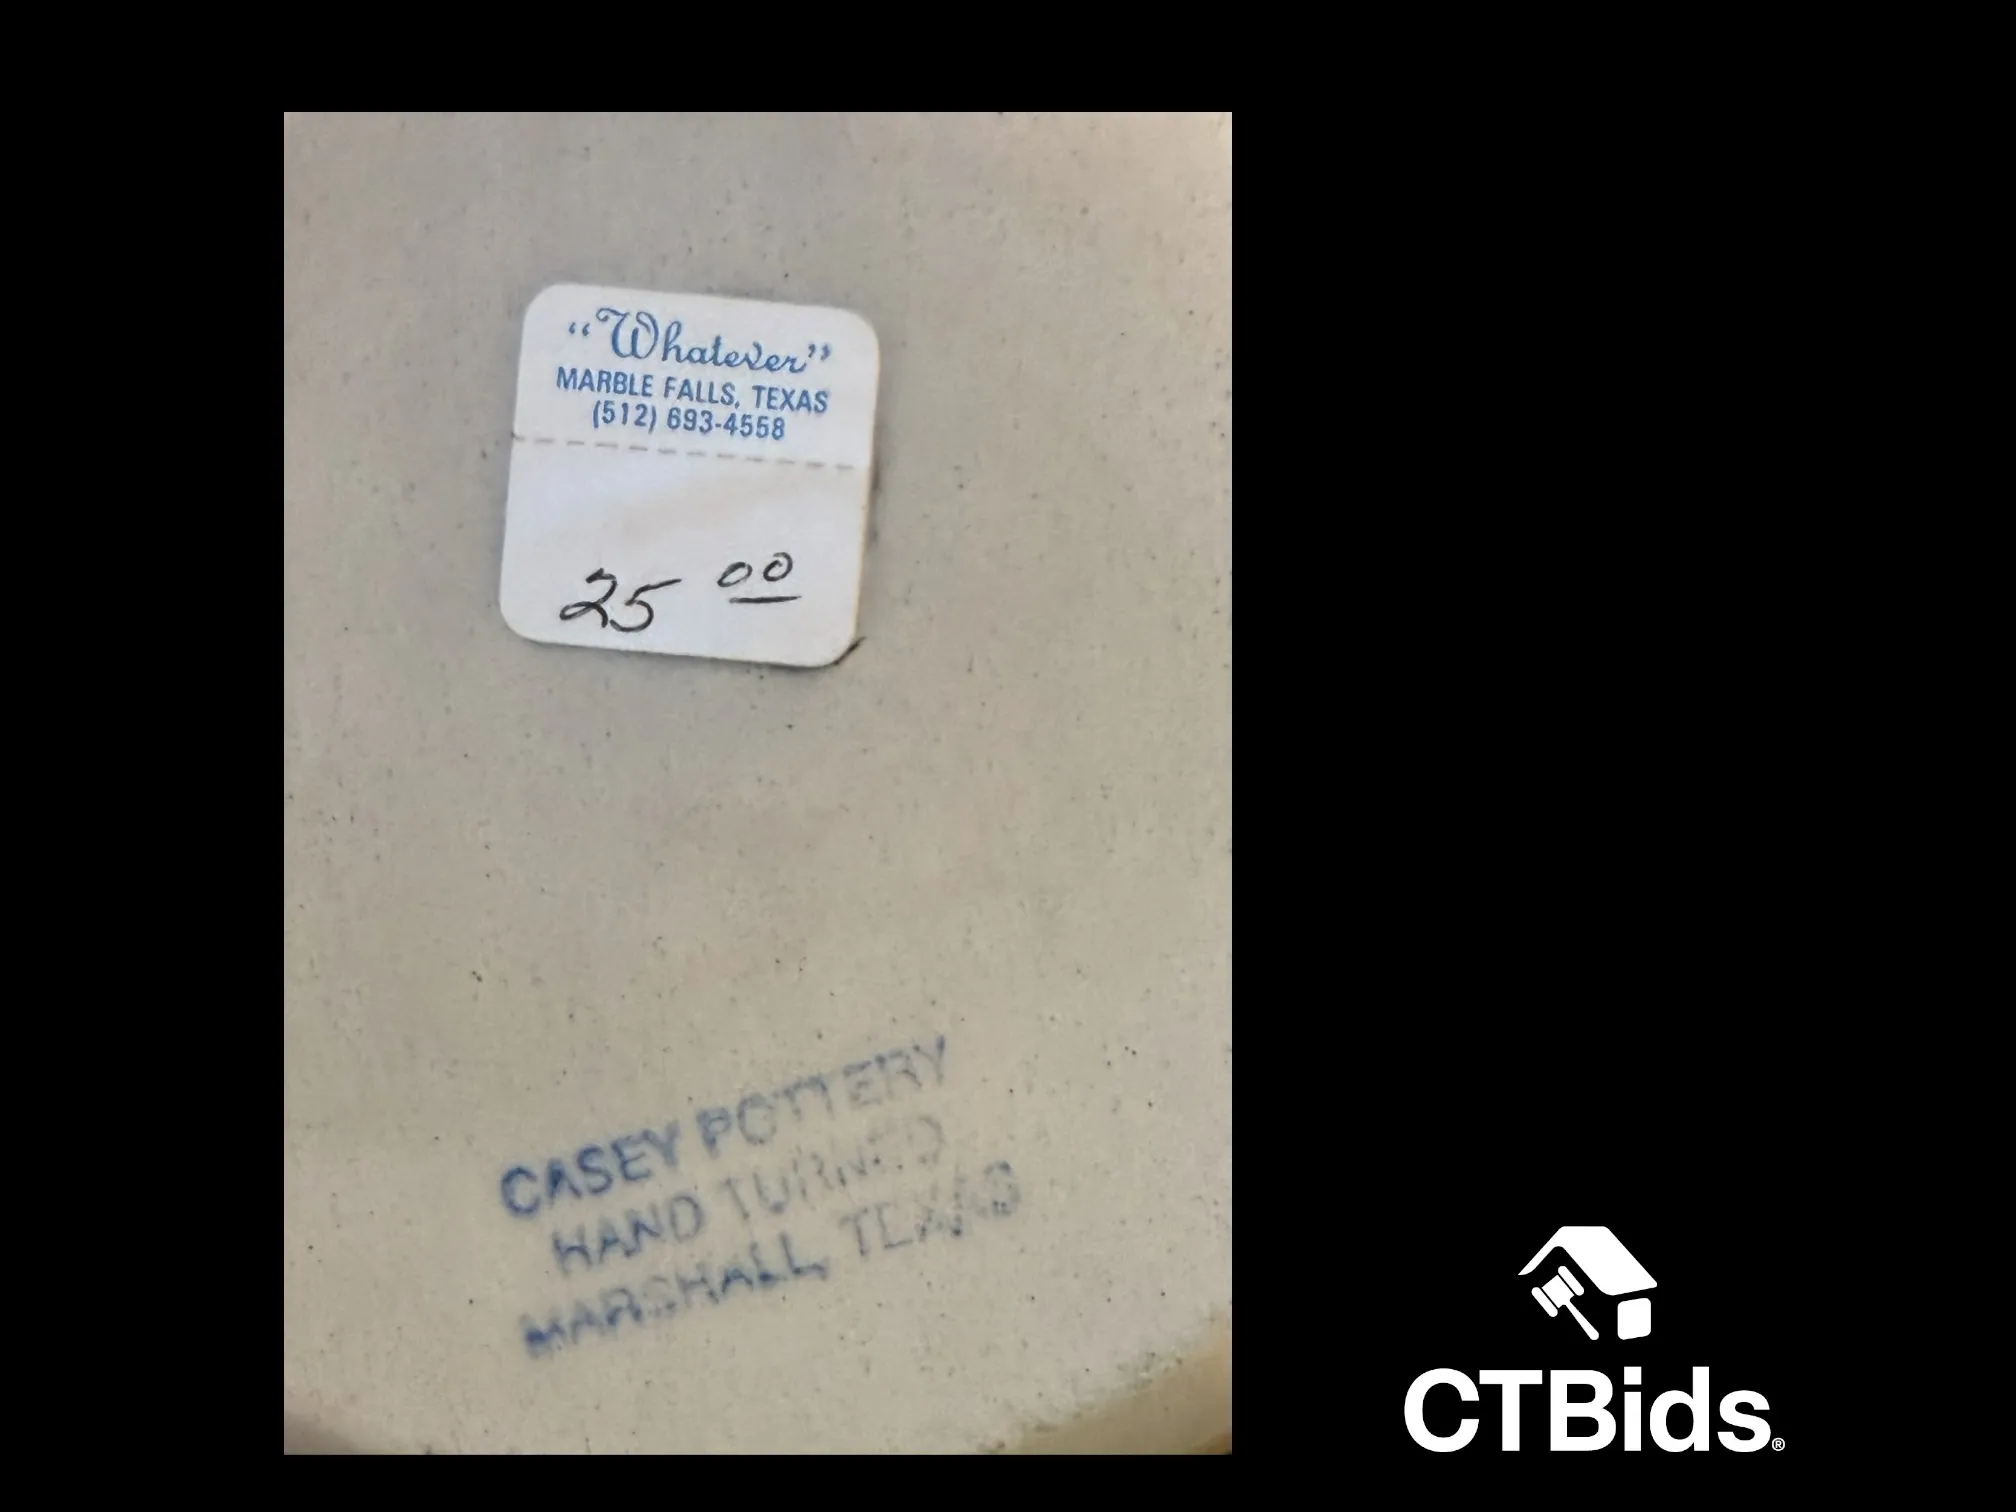 “Whatever”
MARBLE FALLS, TEXAS
(512) 693-4558
25 00
CASEY POTTERY
HAND TURNED
MARSHALL, TEXAS
CTBids®